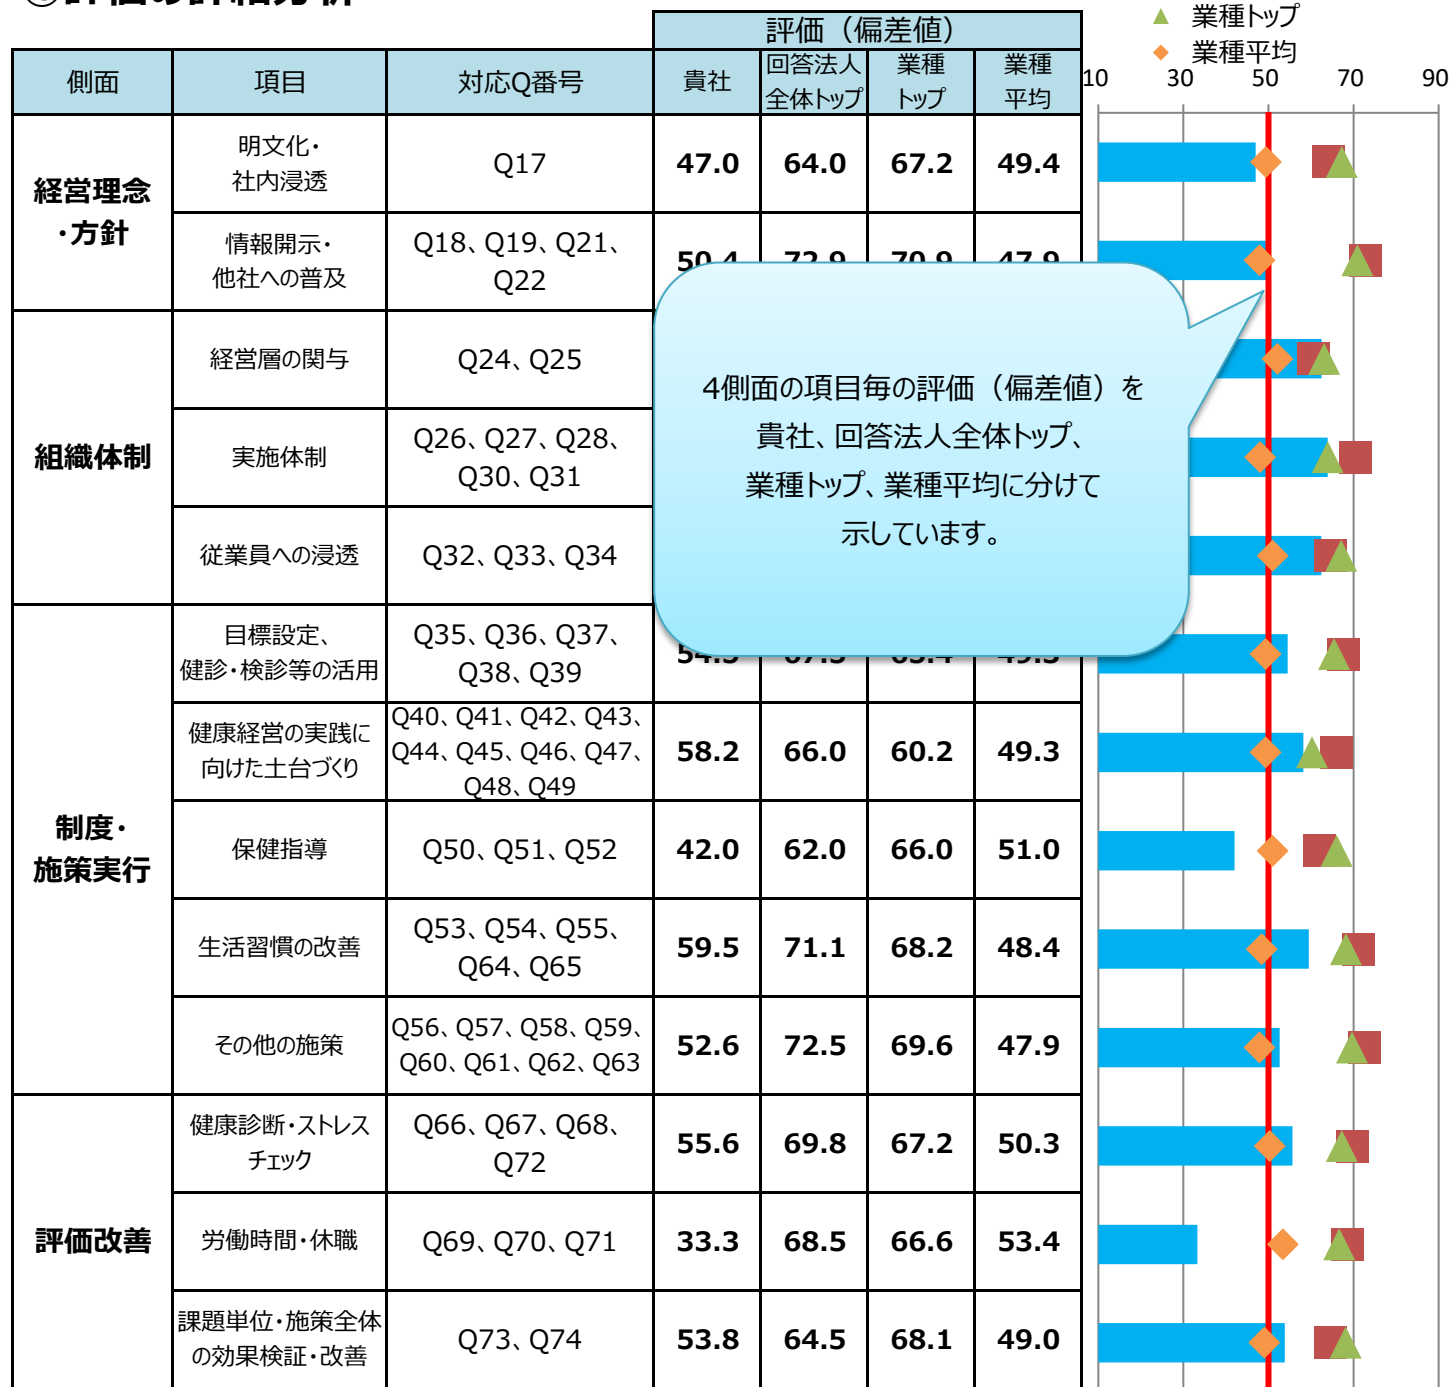 評価の詳細分析
▲ 業種トップ
◆ 業種平均
評価（偏差値）
側面 項目 対応Q番号 貴社 回答法人全体トップ 業種トップ 業種平均
10 30 50 70 90
経営理念・方針
明文化・社内浸透 Q17 47.0 64.0 67.2 49.4
情報開示・他社への普及 Q18、Q19、Q21、Q22 50.4 72.9 70.9 47.9
組織体制
経営層の関与 Q24、Q25
実施体制 Q26、Q27、Q28、Q30、Q31
従業員への浸透 Q32、Q33、Q34
4側面の項目毎の評価（偏差値）を
貴社、回答法人全体トップ、
業種トップ、業種平均に分けて
示しています。
制度・施策実行
目標設定、健診・検診等の活用 Q35、Q36、Q37、Q38、Q39
健康経営の実践に向けた土台づくり Q40、Q41、Q42、Q43、Q44、Q45、Q46、Q47、Q48、Q49 58.2 66.0 60.2 49.3
保健指導 Q50、Q51、Q52 42.0 62.0 66.0 51.0
生活習慣の改善 Q53、Q54、Q55、Q64、Q65 59.5 71.1 68.2 48.4
その他の施策 Q56、Q57、Q58、Q59、Q60、Q61、Q62、Q63 52.6 72.5 69.6 47.9
評価改善
健康診断・ストレスチェック Q66、Q67、Q68、Q72 55.6 69.8 67.2 50.3
労働時間・休職 Q69、Q70、Q71 33.3 68.5 66.6 53.4
課題単位・施策全体の効果検証・改善 Q73、Q74 53.8 64.5 68.1 49.0